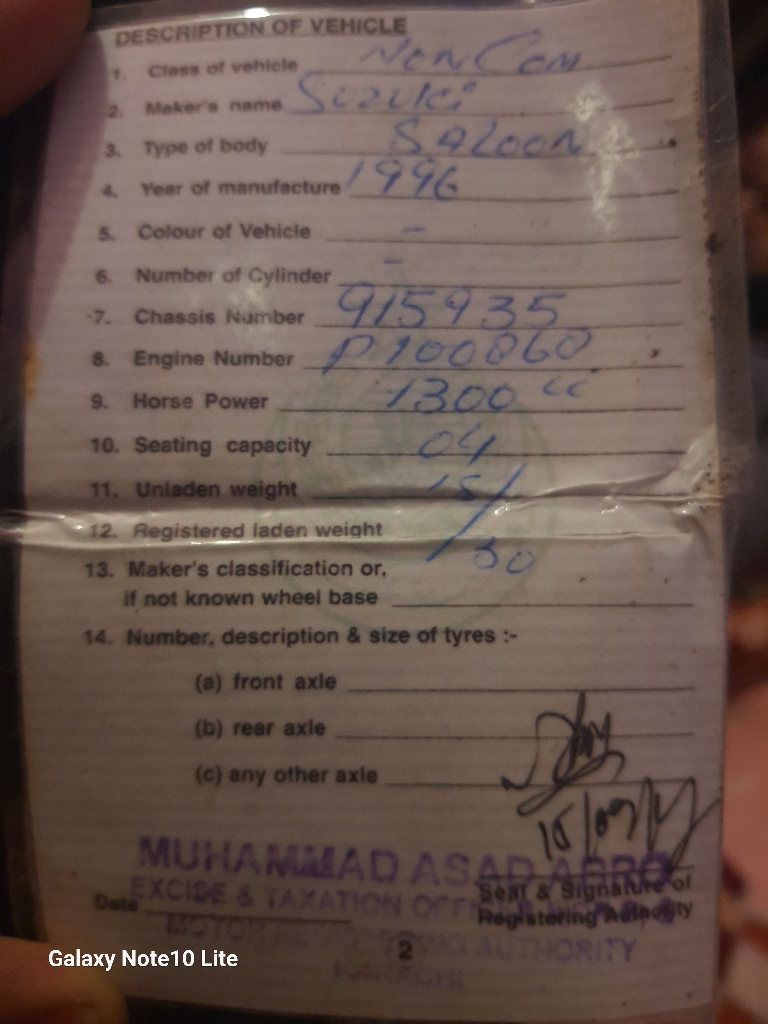 DESCRIPTION OF VEHICLE
1. Class of vehicle Non Com
2. Maker's name Suzuki
3. Type of body SALOON
4. Year of manufacture 1996
5. Colour of Vehicle -
6. Number of Cylinder -
7. Chassis Number 915935
8. Engine Number P100860
9. Horse Power 1300 cc
10. Seating capacity 04
11. Unladen weight 15/
12. Registered laden weight
30
13. Maker's classification or,
if not known wheel base
14. Number, description & size of tyres :-
(a) front axle
(b) rear axle
(c) any other axle
MUHAMMAD ASAD ABRO
EXCISE & TAXATION
Seal & Signature of
Date
Registering Authority
MOTOR AUTHORITY
2
KARACHI
Galaxy Note10 Lite